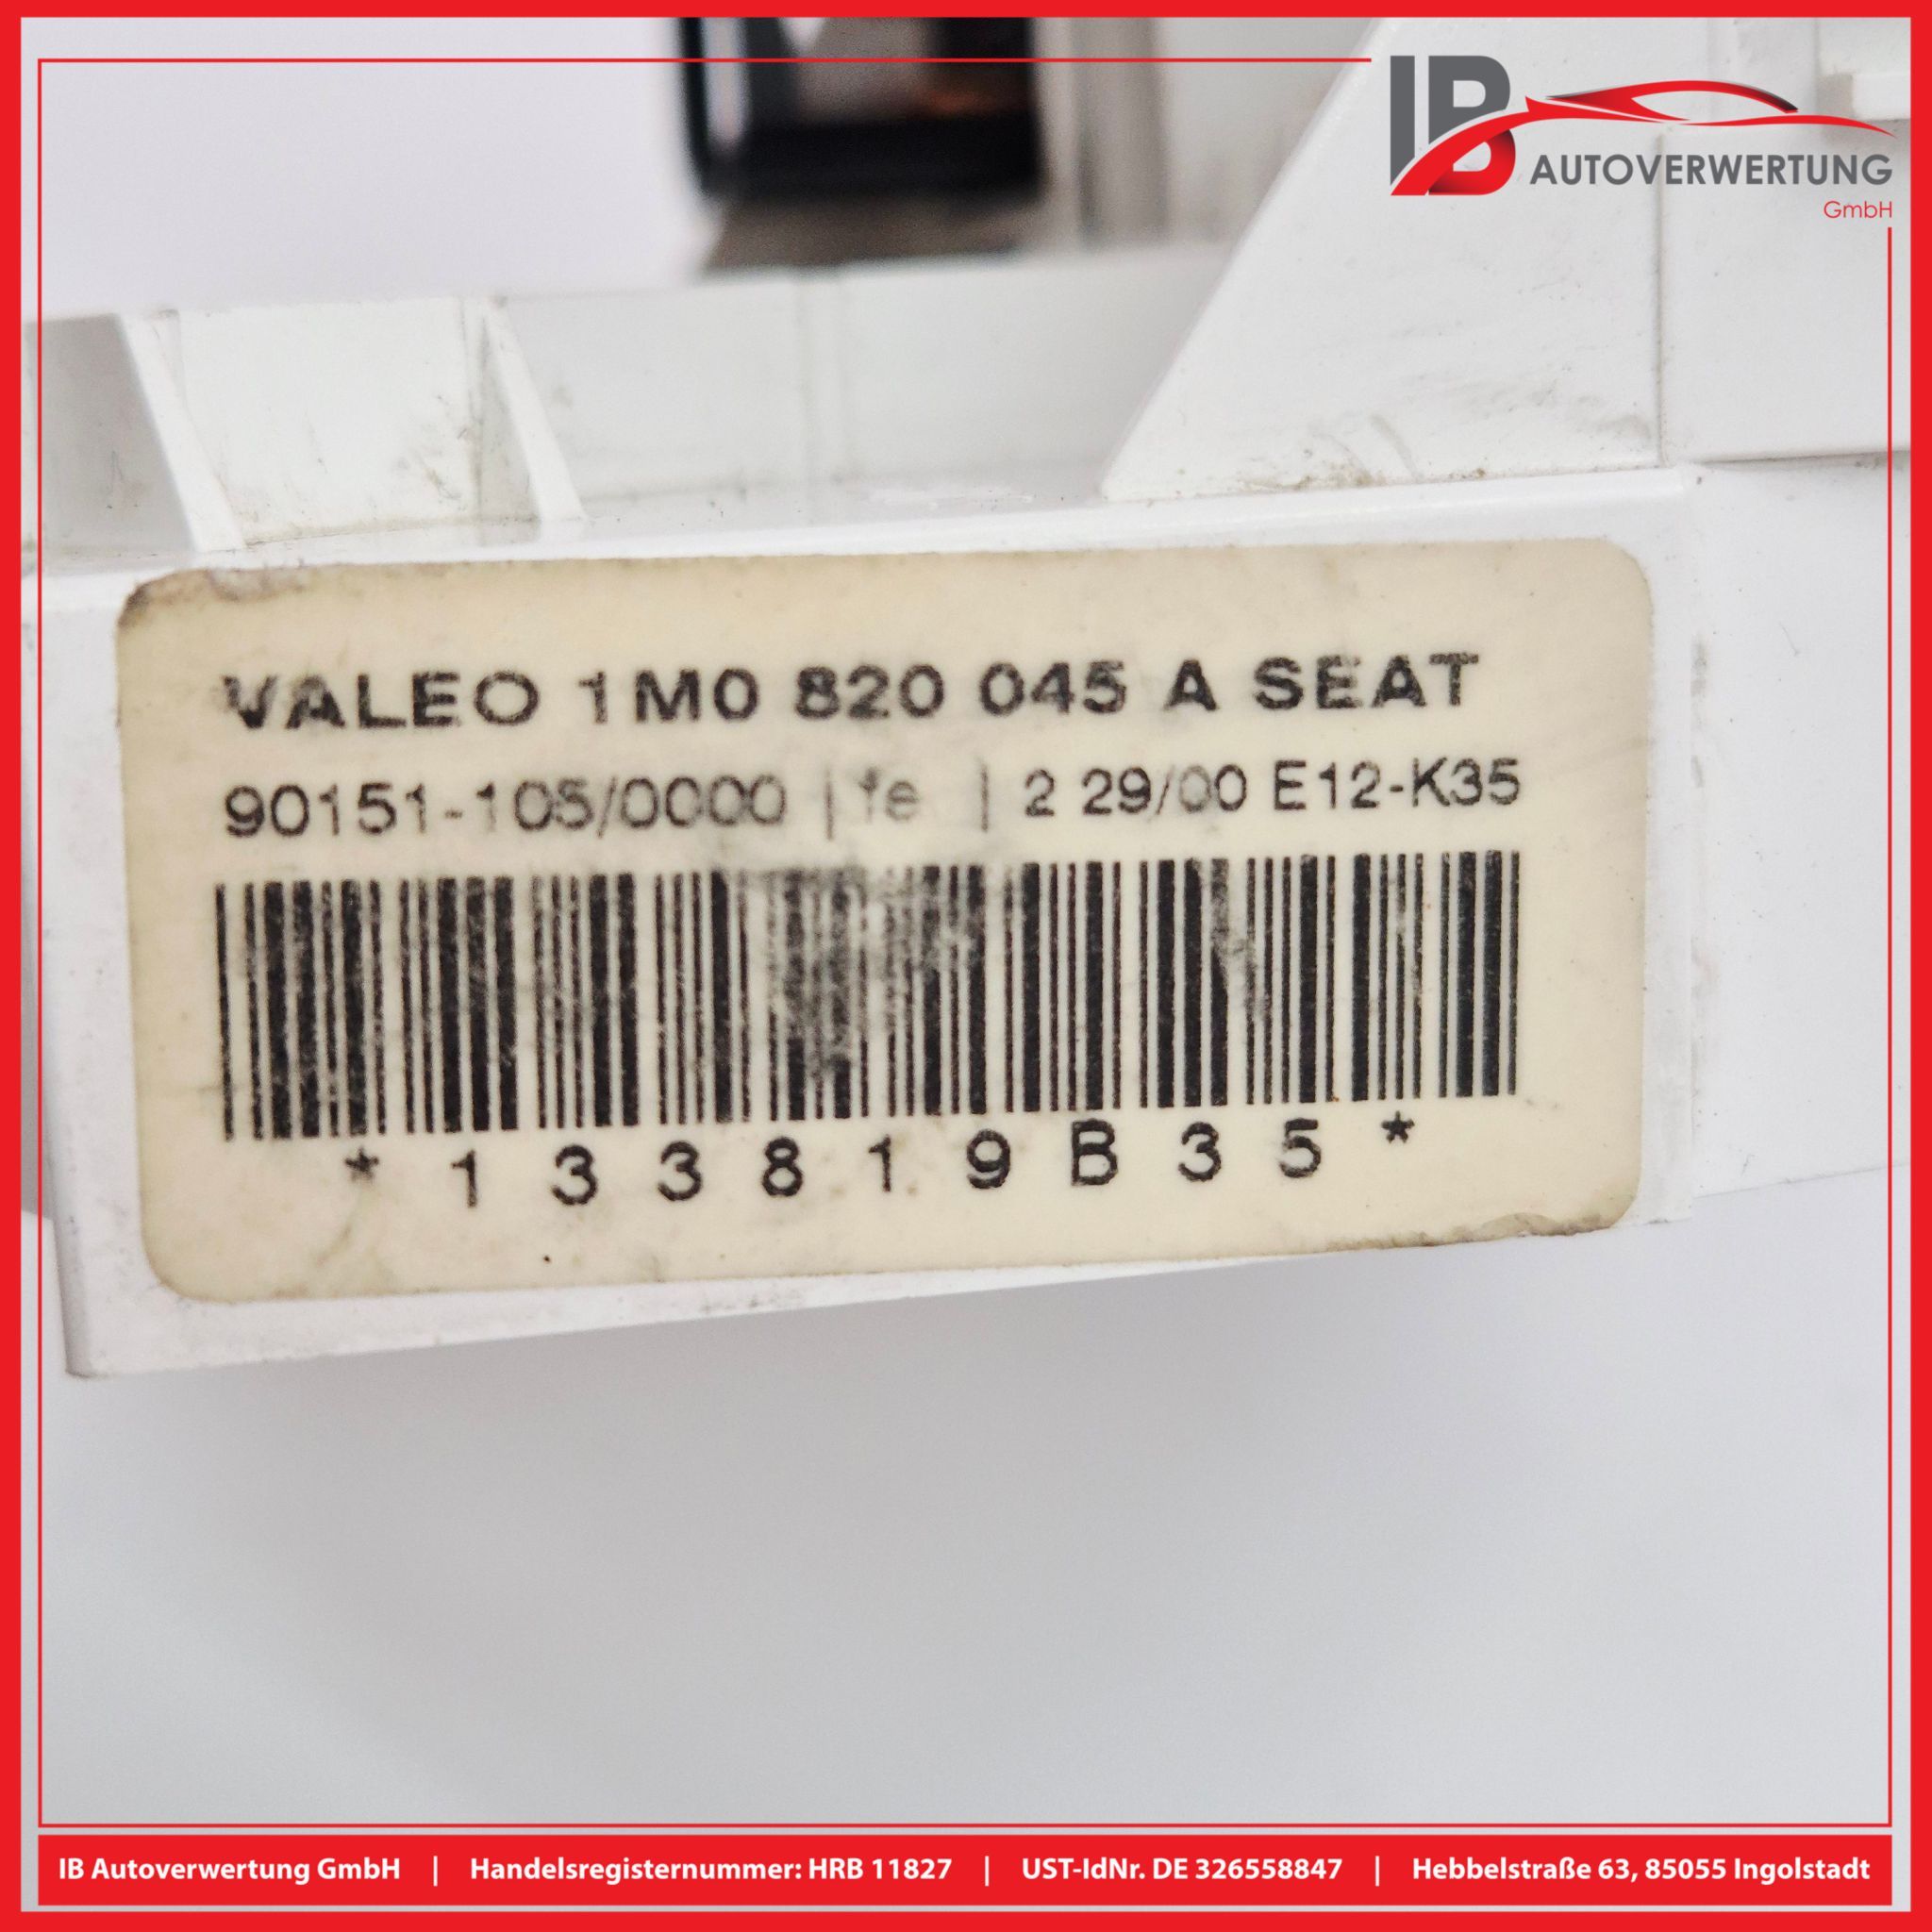 IB
AUTOVERWERTUNG
GmbH
VALEO 1M0 820 045 A SEAT
90151-105/0000 | fe | 2 29/00 E12-K35
*133819B35*
IB Autoverwertung GmbH | Handelsregisternummer: HRB 11827 | UST-IdNr. DE 326558847 | Hebbelstraße 63, 85055 Ingolstadt